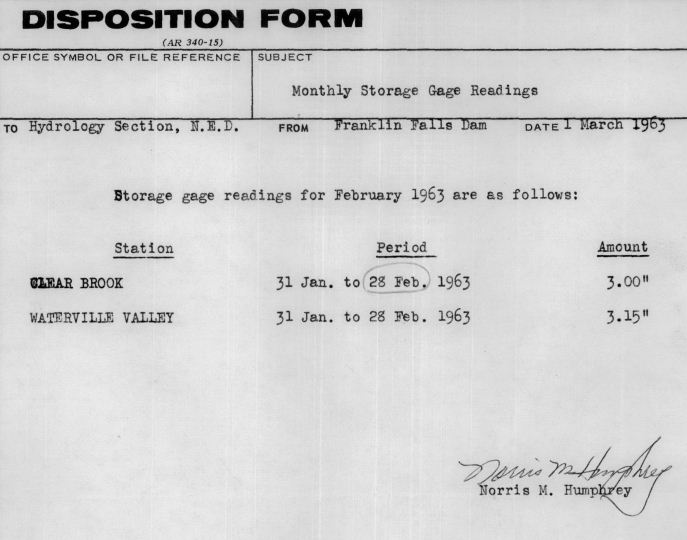 DISPOSITION FORM
(AR 340-15)
OFFICE SYMBOL OR FILE REFERENCE SUBJECT
Monthly Storage Gage Readings
TO Hydrology Section, N.E.D. FROM Franklin Falls Dam DATE 1 March 1963
Storage gage readings for February 1963 are as follows:
Station Period Amount
CLEAR BROOK 31 Jan. to 28 Feb. 1963 3.00"
WATERVILLE VALLEY 31 Jan. to 28 Feb. 1963 3.15"
Norris M Humphrey
Norris M. Humphrey